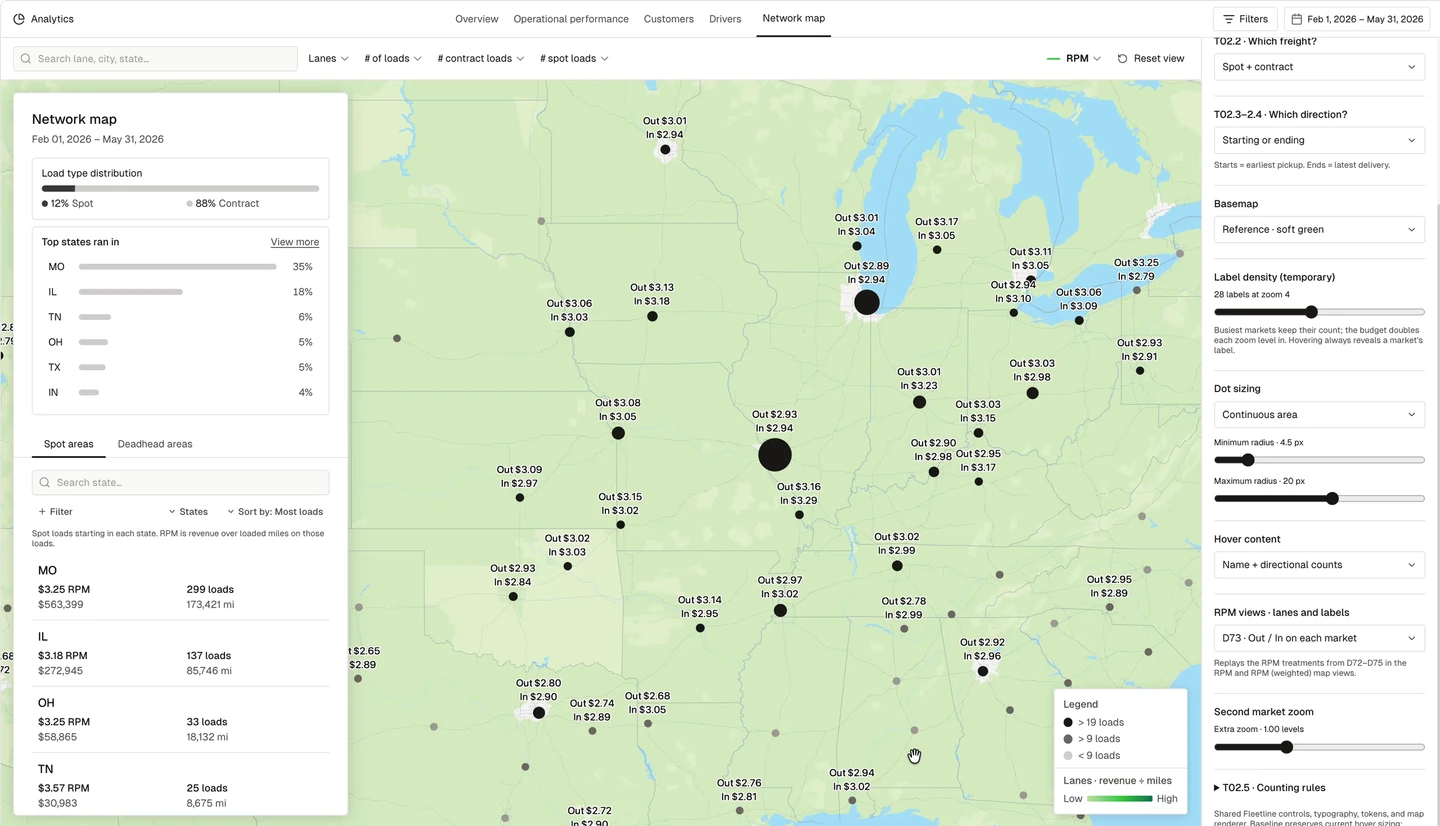 Analytics
Overview
Operational performance
Customers
Drivers
Network map
Filters
Feb 1, 2026 – May 31, 2026
Search lane, city, state...
Lanes
# of loads
# contract loads
# spot loads
RPM
Reset view
Network map
Feb 01, 2026 – May 31, 2026
Load type distribution
12% Spot
88% Contract
Top states ran in
View more
MO 35%
IL 18%
TN 6%
OH 5%
TX 5%
IN 4%
Spot areas
Deadhead areas
Search state...
+ Filter
States
Sort by: Most loads
Spot loads starting in each state. RPM is revenue over loaded miles on those
loads.
MO
$3.25 RPM 299 loads
$563,399 173,421 mi
IL
$3.18 RPM 137 loads
$272,945 85,746 mi
OH
$3.25 RPM 33 loads
$58,865 18,132 mi
TN
$3.57 RPM 25 loads
$30,983 8,675 mi
Out $3.01
In $2.94
Out $3.01
In $3.04
Out $3.17
In $3.05
Out $2.89
In $2.94
Out $3.11
In $3.05
Out $3.25
In $2.79
Out $2.94
In $3.10
Out $3.06
In $3.09
Out $3.13
In $3.18
Out $3.06
In $3.03
Out $2.93
In $2.91
Out $3.01
In $3.23
Out $3.03
In $2.98
Out $3.08
In $3.05
Out $2.93
In $2.94
Out $3.03
In $3.15
Out $2.90
In $2.98
Out $2.95
In $3.17
Out $3.09
In $2.97
Out $3.16
In $3.29
Out $3.15
In $3.02
Out $3.02
In $3.03
Out $3.02
In $2.99
Out $2.93
In $2.84
Out $2.97
In $3.02
Out $2.95
In $2.89
Out $3.14
In $2.95
Out $2.78
In $2.99
Out $2.92
In $2.96
t $2.65
$2.89
Out $2.80
In $2.90
Out $2.74
In $2.89
Out $2.68
In $3.05
Out $2.76
In $2.81
Out $2.94
In $3.02
Out $2.72
In $2.90
Legend
> 19 loads
> 9 loads
< 9 loads
Lanes · revenue ÷ miles
Low High
T02.2 · Which freight?
Spot + contract
T02.3–2.4 · Which direction?
Starting or ending
Starts = earliest pickup. Ends = latest delivery.
Basemap
Reference · soft green
Label density (temporary)
28 labels at zoom 4
Busiest markets keep their count; the budget doubles
each zoom level in. Hovering always reveals a market's
label.
Dot sizing
Continuous area
Minimum radius · 4.5 px
Maximum radius · 20 px
Hover content
Name + directional counts
RPM views · lanes and labels
D73 · Out / In on each market
Replays the RPM treatments from D72–D75 in the
RPM and RPM (weighted) map views.
Second market zoom
Extra zoom · 1.00 levels
T02.5 · Counting rules
Shared Fleetline controls, typography, tokens, and map
renderer. Baseline preserves current hover sizing;